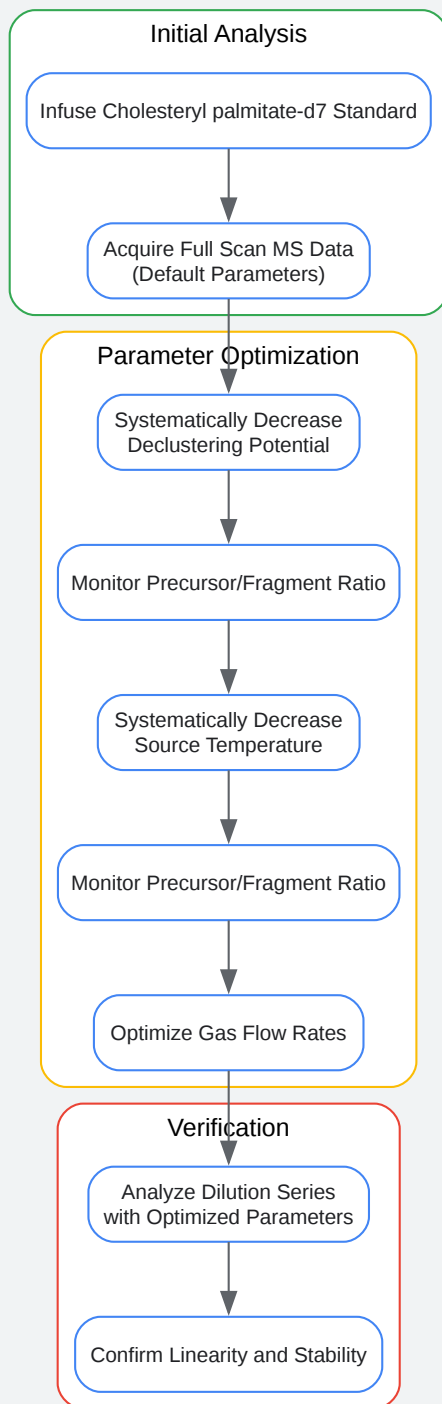 Initial Analysis
Infuse Cholesteryl palmitate-d7 Standard
Acquire Full Scan MS Data
(Default Parameters)
Parameter Optimization
Systematically Decrease
Declustering Potential
Monitor Precursor/Fragment Ratio
Systematically Decrease
Source Temperature
Monitor Precursor/Fragment Ratio
Optimize Gas Flow Rates
Verification
Analyze Dilution Series
with Optimized Parameters
Confirm Linearity and Stability